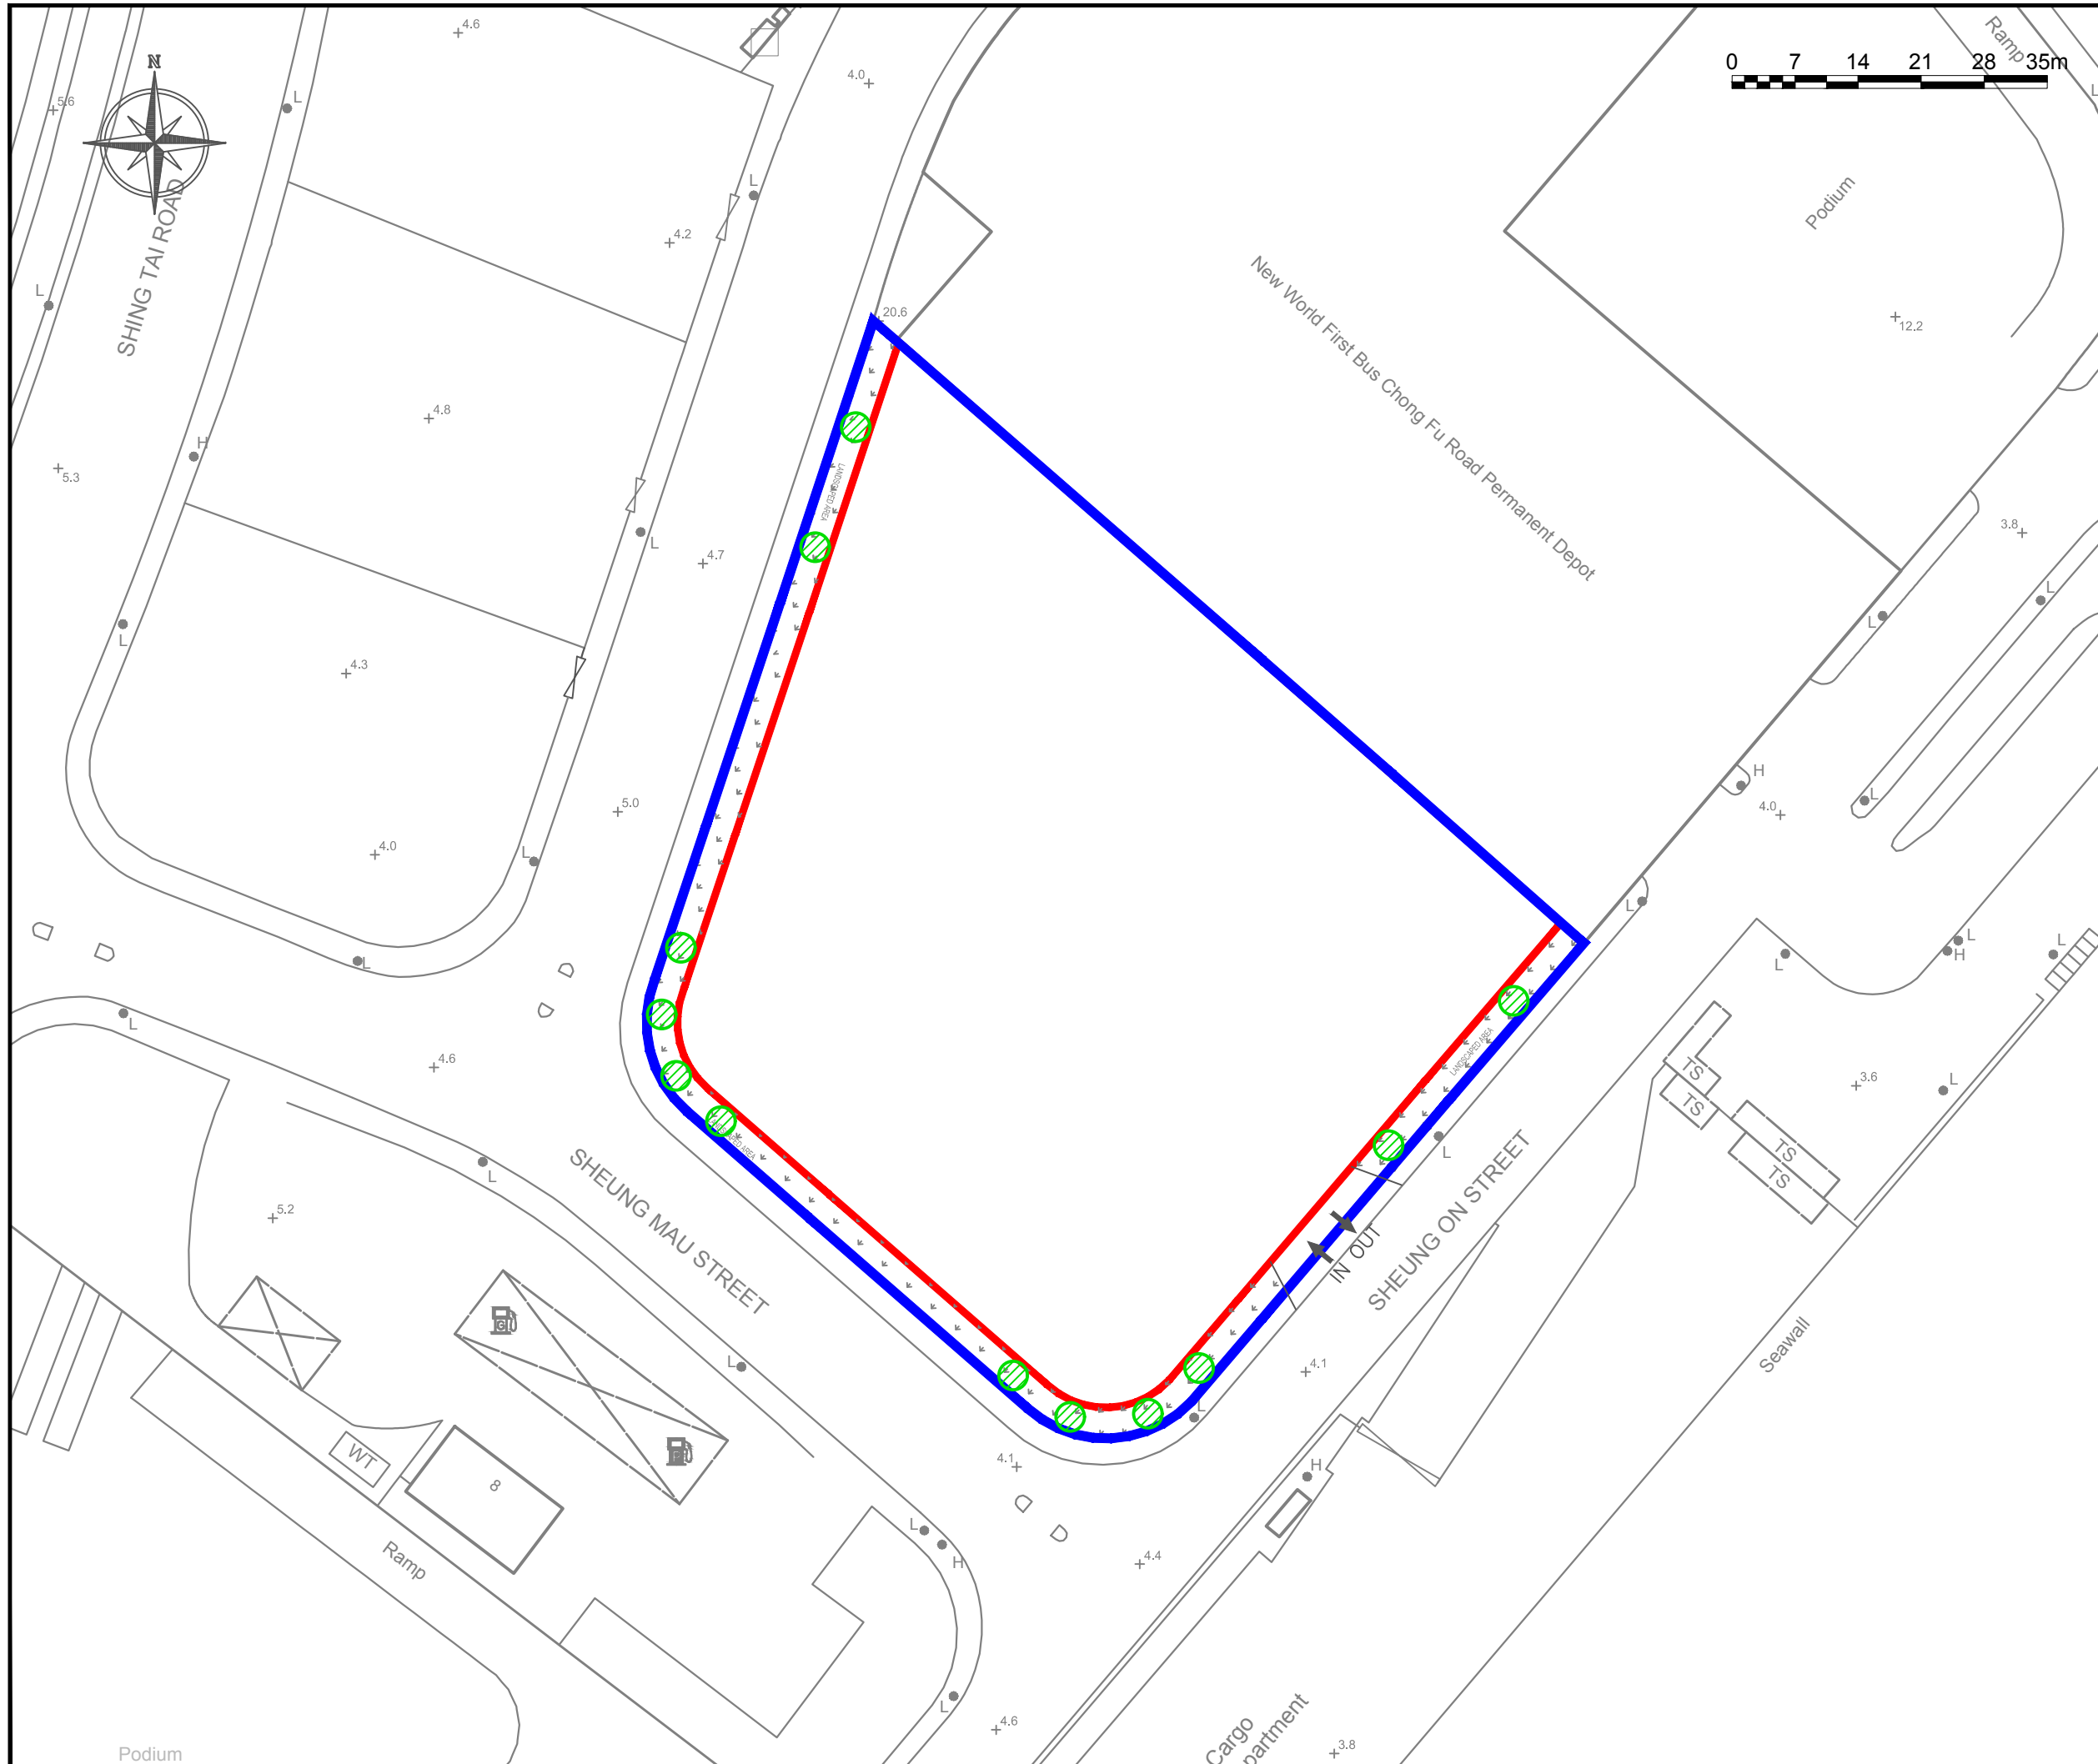 4.6
Ramp
0 7 14 21 28 35m
N
4.0
L
L
5.6
L
SHING TAI ROAD
Podium
4.2
L
20.6
12.2
New World First Bus Chong Fu Road Permanent Depot
4.8
H
5.3
LANDSCAPED AREA
3.8
L
4.7
L
L
L
4.3
H
4.0
5.0
4.0
L
L
L
L
L
H
L
L
L
4.6
LANDSCAPED AREA
TS
TS
3.6
L
L
SHEUNG MAU STREET
L
SHEUNG ON STREET
TS
TS
5.2
IN OUT
Seawall
L
4.1
L
4.1
WT
8
H
L
H
4.4
Ramp
L
4.6
Cargo
3.8
Podium